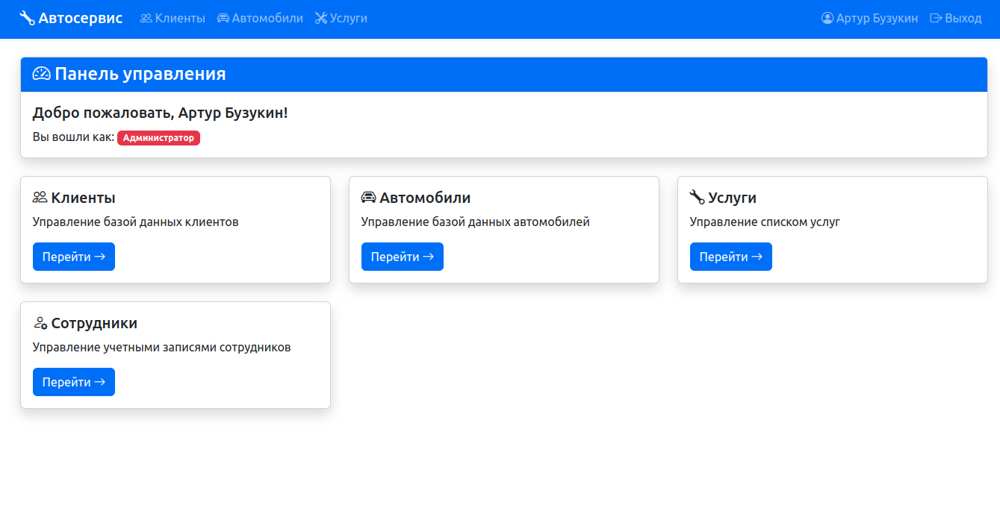 Автосервис Клиенты Автомобили Услуги Артур Бузукин Выход
Панель управления
Добро пожаловать, Артур Бузукин!
Вы вошли как: Администратор
Клиенты
Управление базой данных клиентов
Перейти →
Автомобили
Управление базой данных автомобилей
Перейти →
Услуги
Управление списком услуг
Перейти →
Сотрудники
Управление учетными записями сотрудников
Перейти →